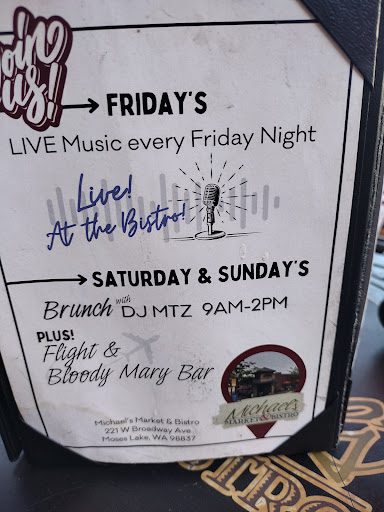 Join
us!
FRIDAY'S
LIVE Music every Friday Night
Live!
At the Bistro!
SATURDAY & SUNDAY'S
Brunch with DJ MTZ 9AM-2PM
PLUS!
Flight &
Bloody Mary Bar
Michael's
MARKET & BISTRO
Michael's Market & Bistro
221 W Broadway Ave
Moses Lake, WA 98837